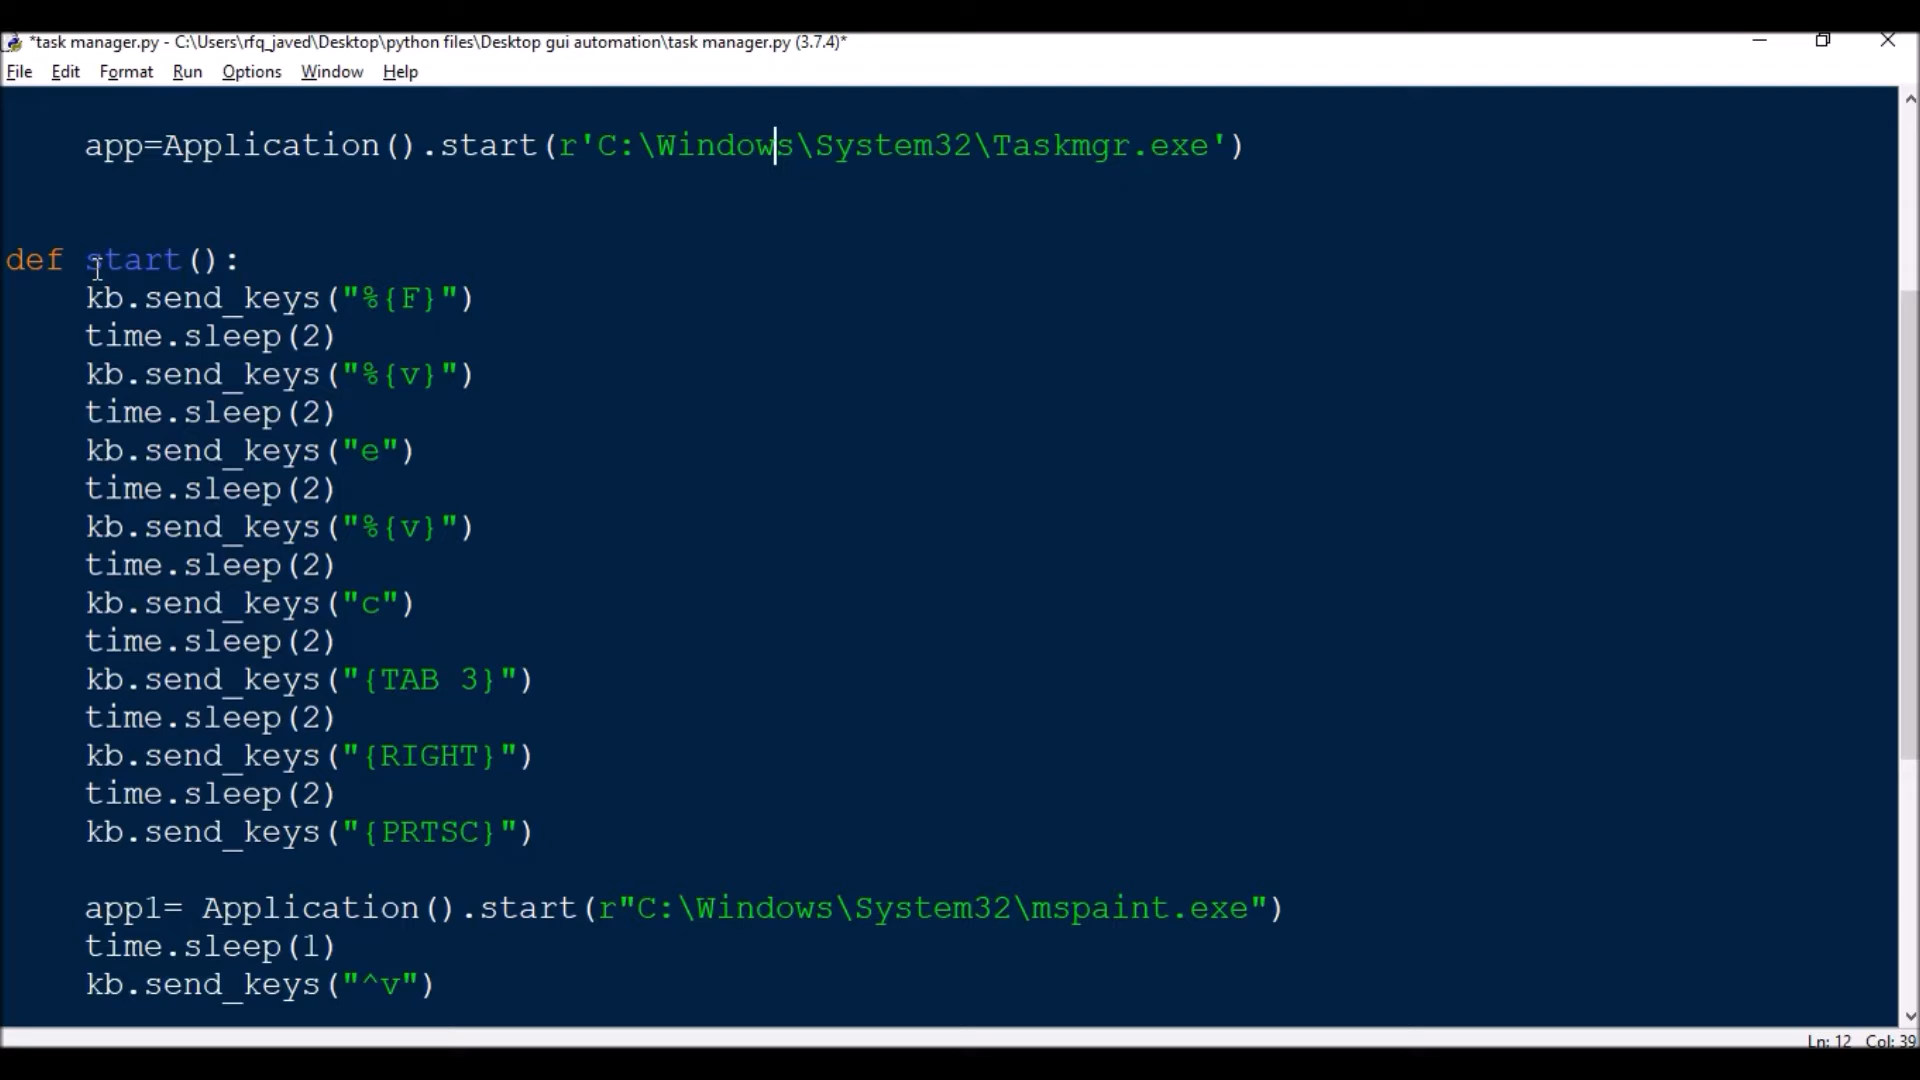 *task manager.py - C:\Users\rfq_javed\Desktop\python files\Desktop gui automation\task manager.py (3.7.4)*
File Edit Format Run Options Window Help
app=Application().start(r'C:\Windows\System32\Taskmgr.exe')
def start():
kb.send_keys("%{F}")
time.sleep(2)
kb.send_keys("%{v}")
time.sleep(2)
kb.send_keys("e")
time.sleep(2)
kb.send_keys("%{v}")
time.sleep(2)
kb.send_keys("c")
time.sleep(2)
kb.send_keys("{TAB 3}")
time.sleep(2)
kb.send_keys("{RIGHT}")
time.sleep(2)
kb.send_keys("{PRTSC}")
app1= Application().start(r"C:\Windows\System32\mspaint.exe")
time.sleep(1)
kb.send_keys("^v")
Ln: 12 Col: 39